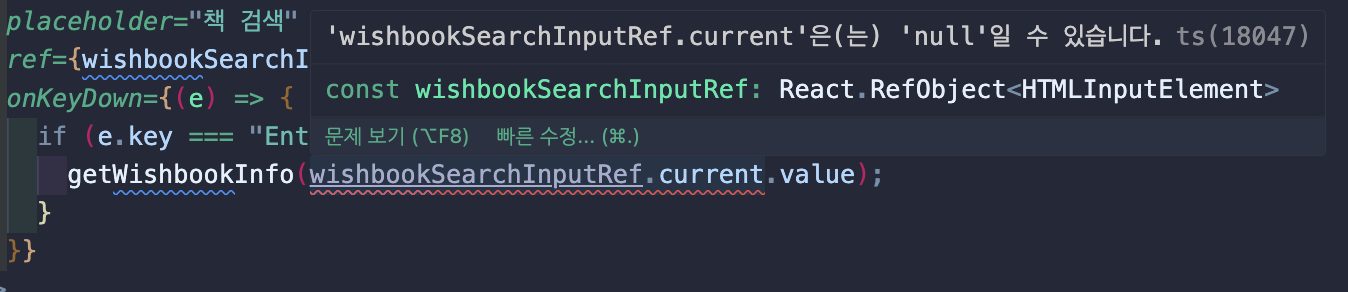 placeholder="책 검색"
'wishbookSearchInputRef.current'은(는) 'null'일 수 있습니다. ts(18047)
ref={wishbookSearchI
const wishbookSearchInputRef: React.RefObject<HTMLInputElement>
onKeyDown={(e) => {
문제 보기 (⌥F8) 빠른 수정... (⌘.)
if (e.key === "Ent
getWishbookInfo(wishbookSearchInputRef.current.value);
}
}}